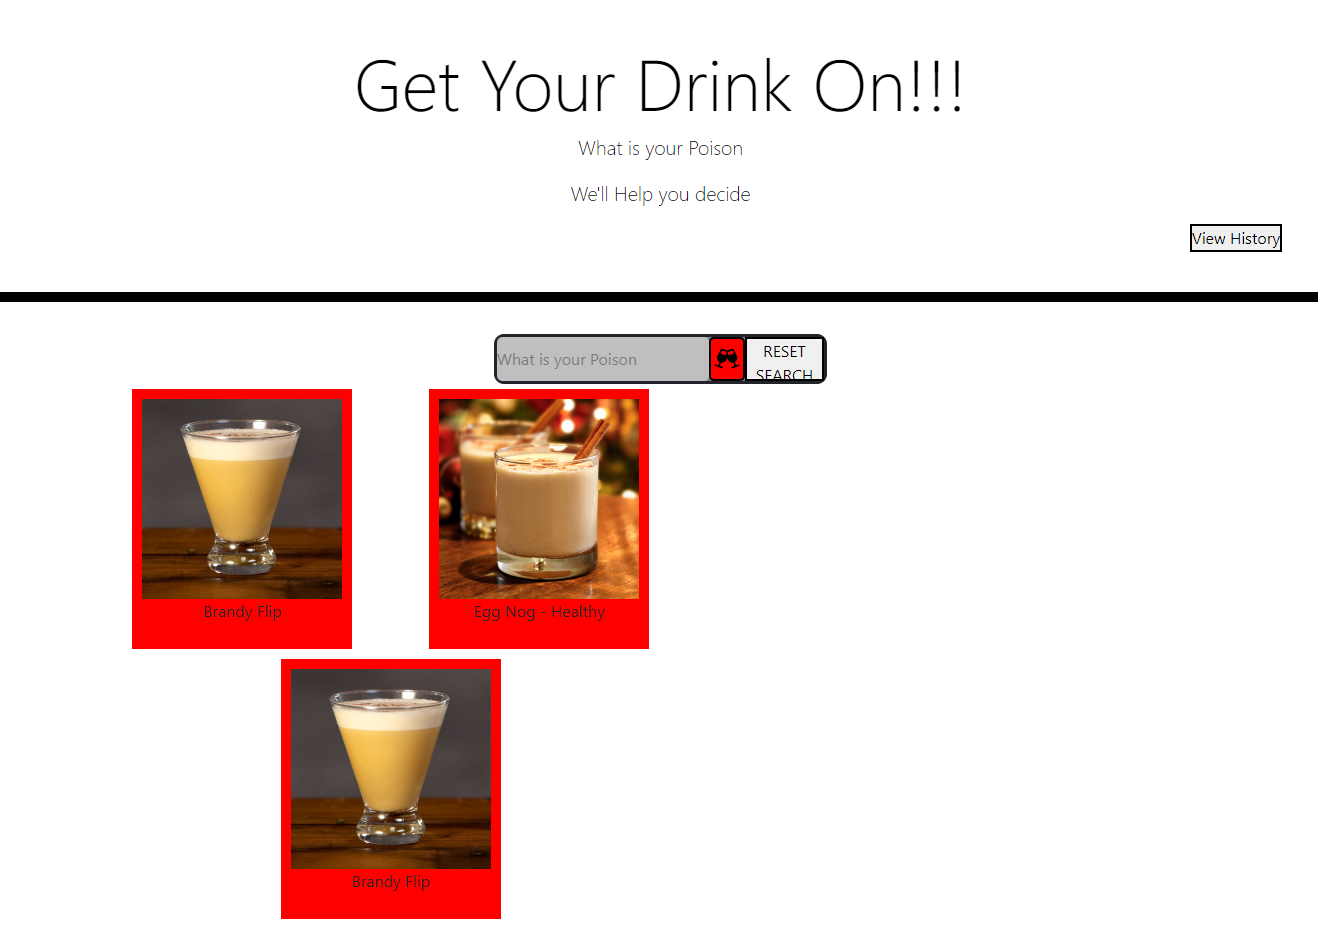 Get Your Drink On!!!
What is your Poison
We'll Help you decide
View History
What is your Poison
RESET
SEARCH
Brandy Flip
Egg Nog - Healthy
Brandy Flip